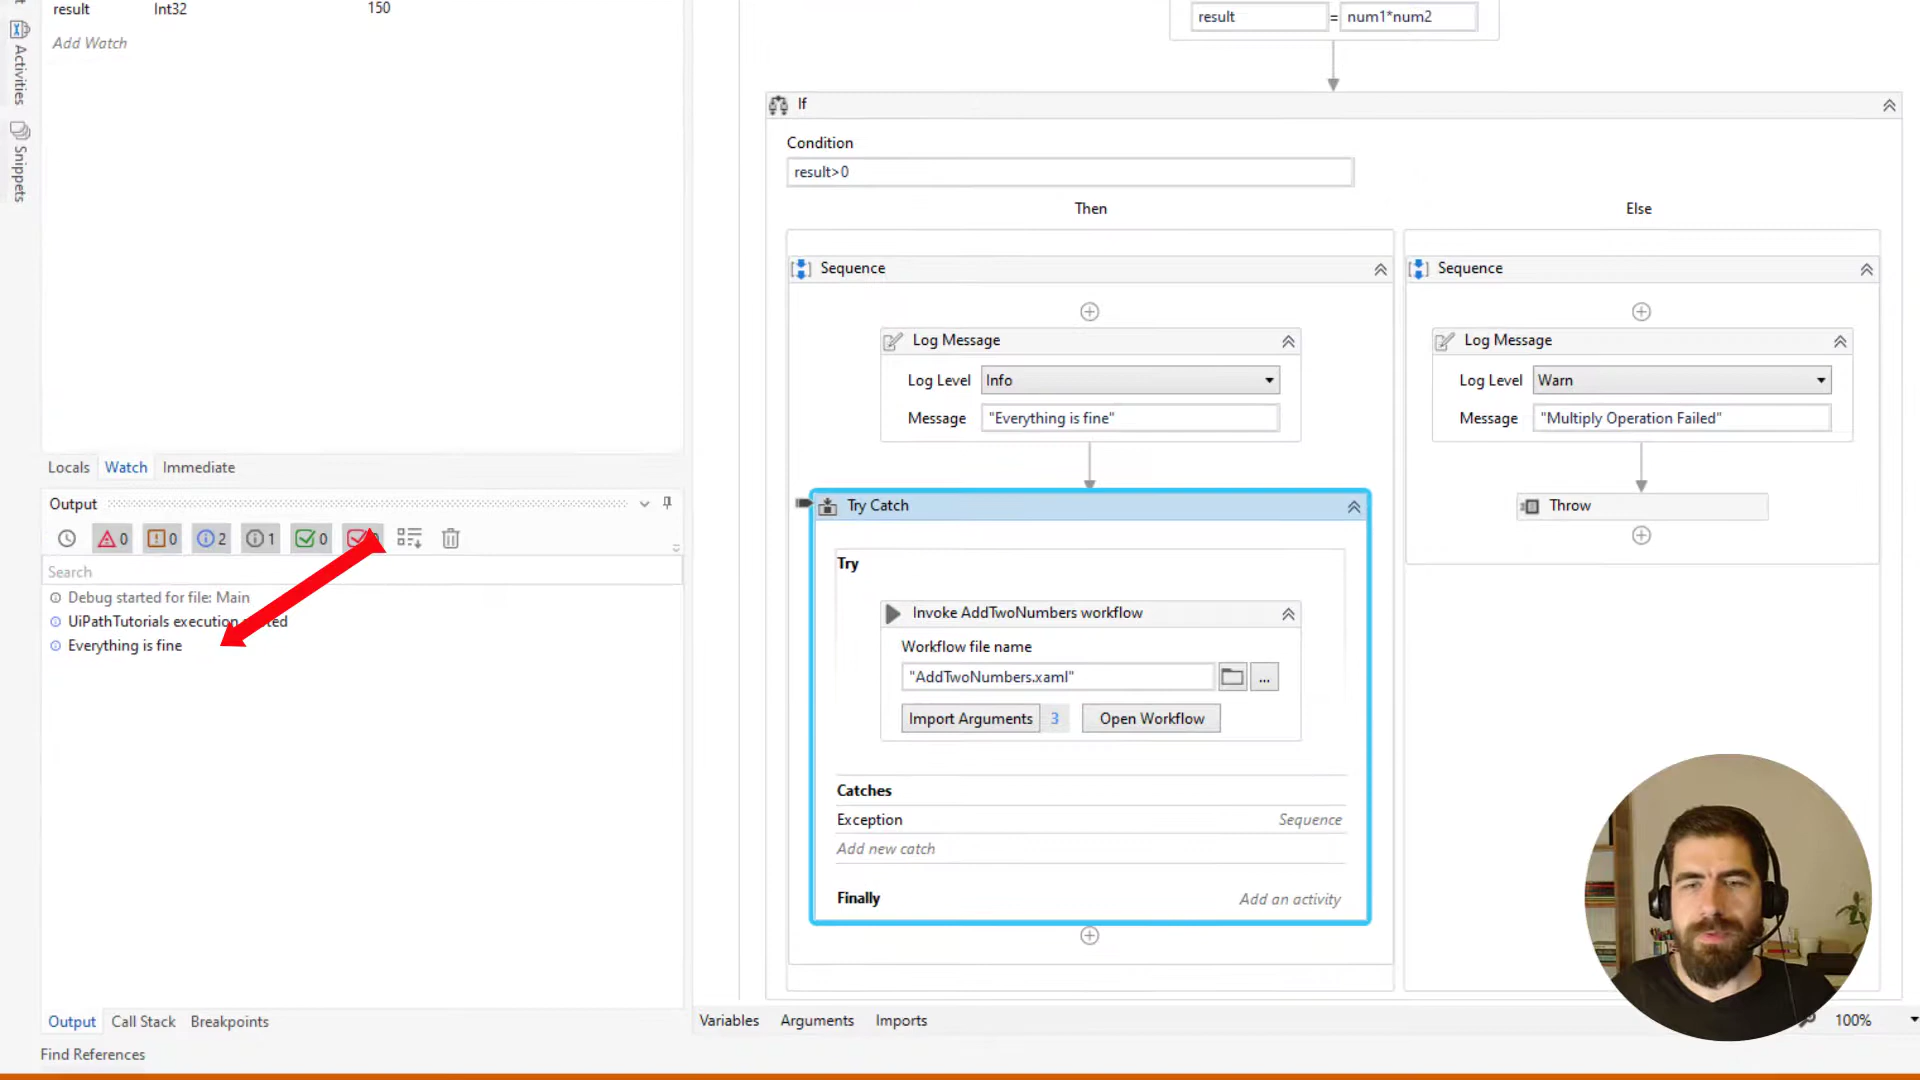 result Int32 150
Add Watch
Activities
Snippets
Locals Watch Immediate
Output
0 0 2 1 0
Search
Debug started for file: Main
UiPathTutorials execution
Everything is fine
Output Call Stack Breakpoints
Find References
result = num1*num2
If
Condition
result>0
Then
Else
Sequence
Log Message
Log Level Info
Message "Everything is fine"
Try Catch
Try
Invoke AddTwoNumbers workflow
Workflow file name
"AddTwoNumbers.xaml" ...
Import Arguments 3 Open Workflow
Catches
Exception Sequence
Add new catch
Finally Add an activity
Sequence
Log Message
Log Level Warn
Message "Multiply Operation Failed"
Throw
Variables Arguments Imports
100%